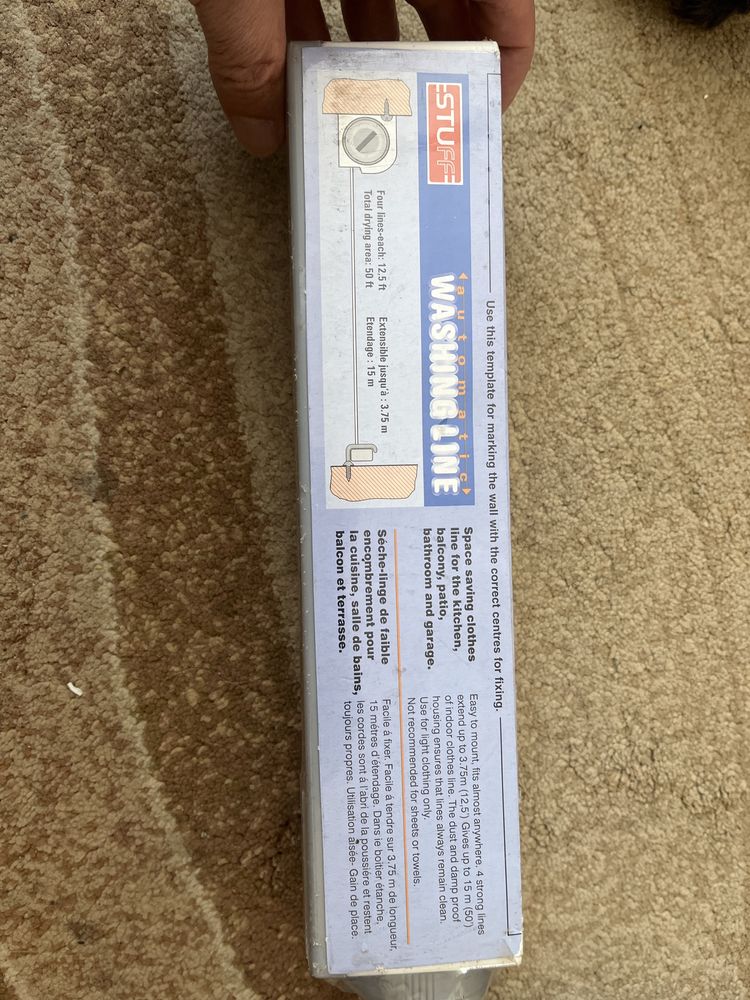 Use this template for marking the wall with the correct centres for fixing.
STUFF
automatic
WASHING LINE
Four lines-each: 12.5 ft
Total drying area: 50 ft
Extensible jusqu'à : 3.75 m
Etendage : 15 m
Space saving clothes
line for the kitchen,
balcony, patio,
bathroom and garage.
Easy to mount, fits almost anywhere. 4 strong lines
extend up to 3.75m (12,5') Gives up to 15 m (50')
of indoor clothes line. The dust and damp proof
housing ensures that lines always remain clean.
Use for light clothing only.
Not recommended for sheets or towels.
Séche-linge de faible
encombrement pour
la cuisine, salle de bains,
balcon et terrasse.
Facile á fixer. Facile á tendre sur 3,75 m de longueur,
15 métres d'étendage. Dans le boîtier étanche,
les cordes sont á l'abri de la poussiére et restent
toujours propres. Utilisation aisée- Gain de place.